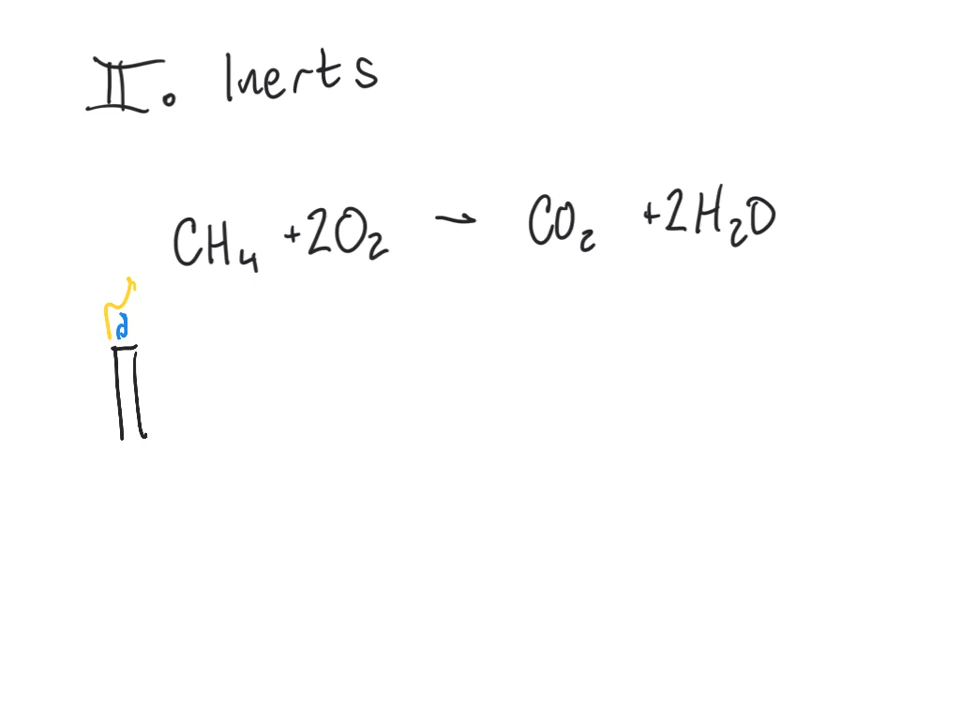 II. Inerts
CH₄ +2O₂ → CO₂ +2H₂O